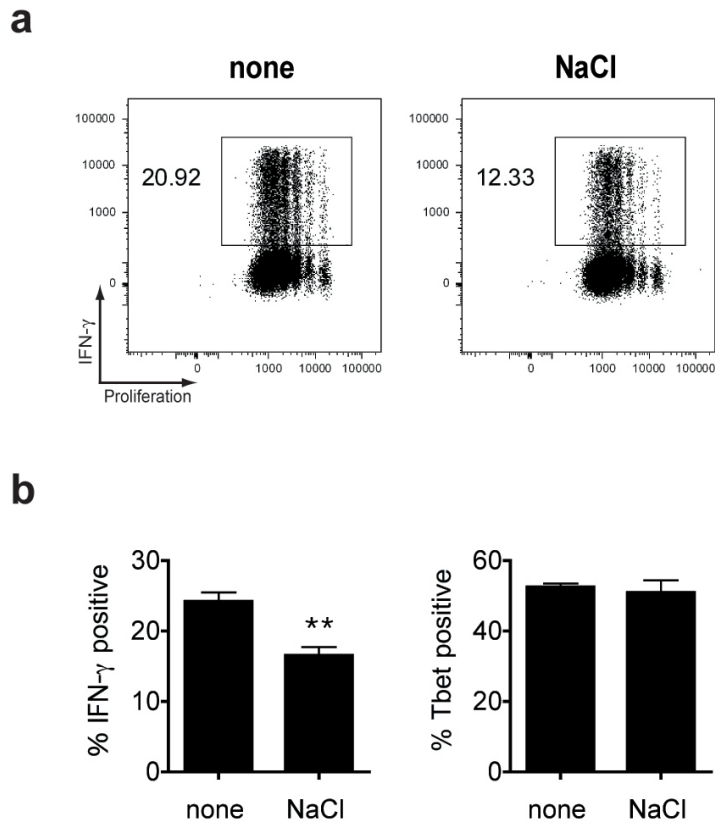 a
none
NaCl
100000
10000
1000
0
20.92
IFN-γ
0 1000 10000 100000
Proliferation
100000
10000
1000
0
12.33
0 1000 10000 100000
b
30
20
10
0
% IFN-γ positive
**
none NaCl
60
40
20
0
% Tbet positive
none NaCl